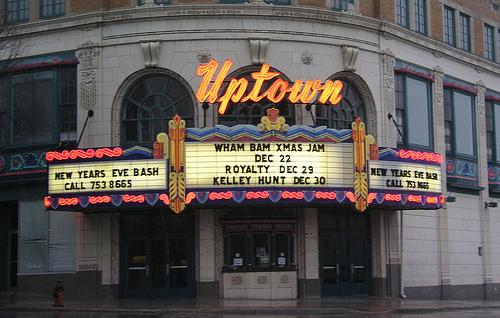 Uptown
WHAM BAM XMAS JAM
DEC 22
ROYALTY DEC 29
KELLEY HUNT DEC 30
NEW YEARS EVE BASH
CALL 753 8665
NEW YEARS EVE BASH
CALL 753 8665